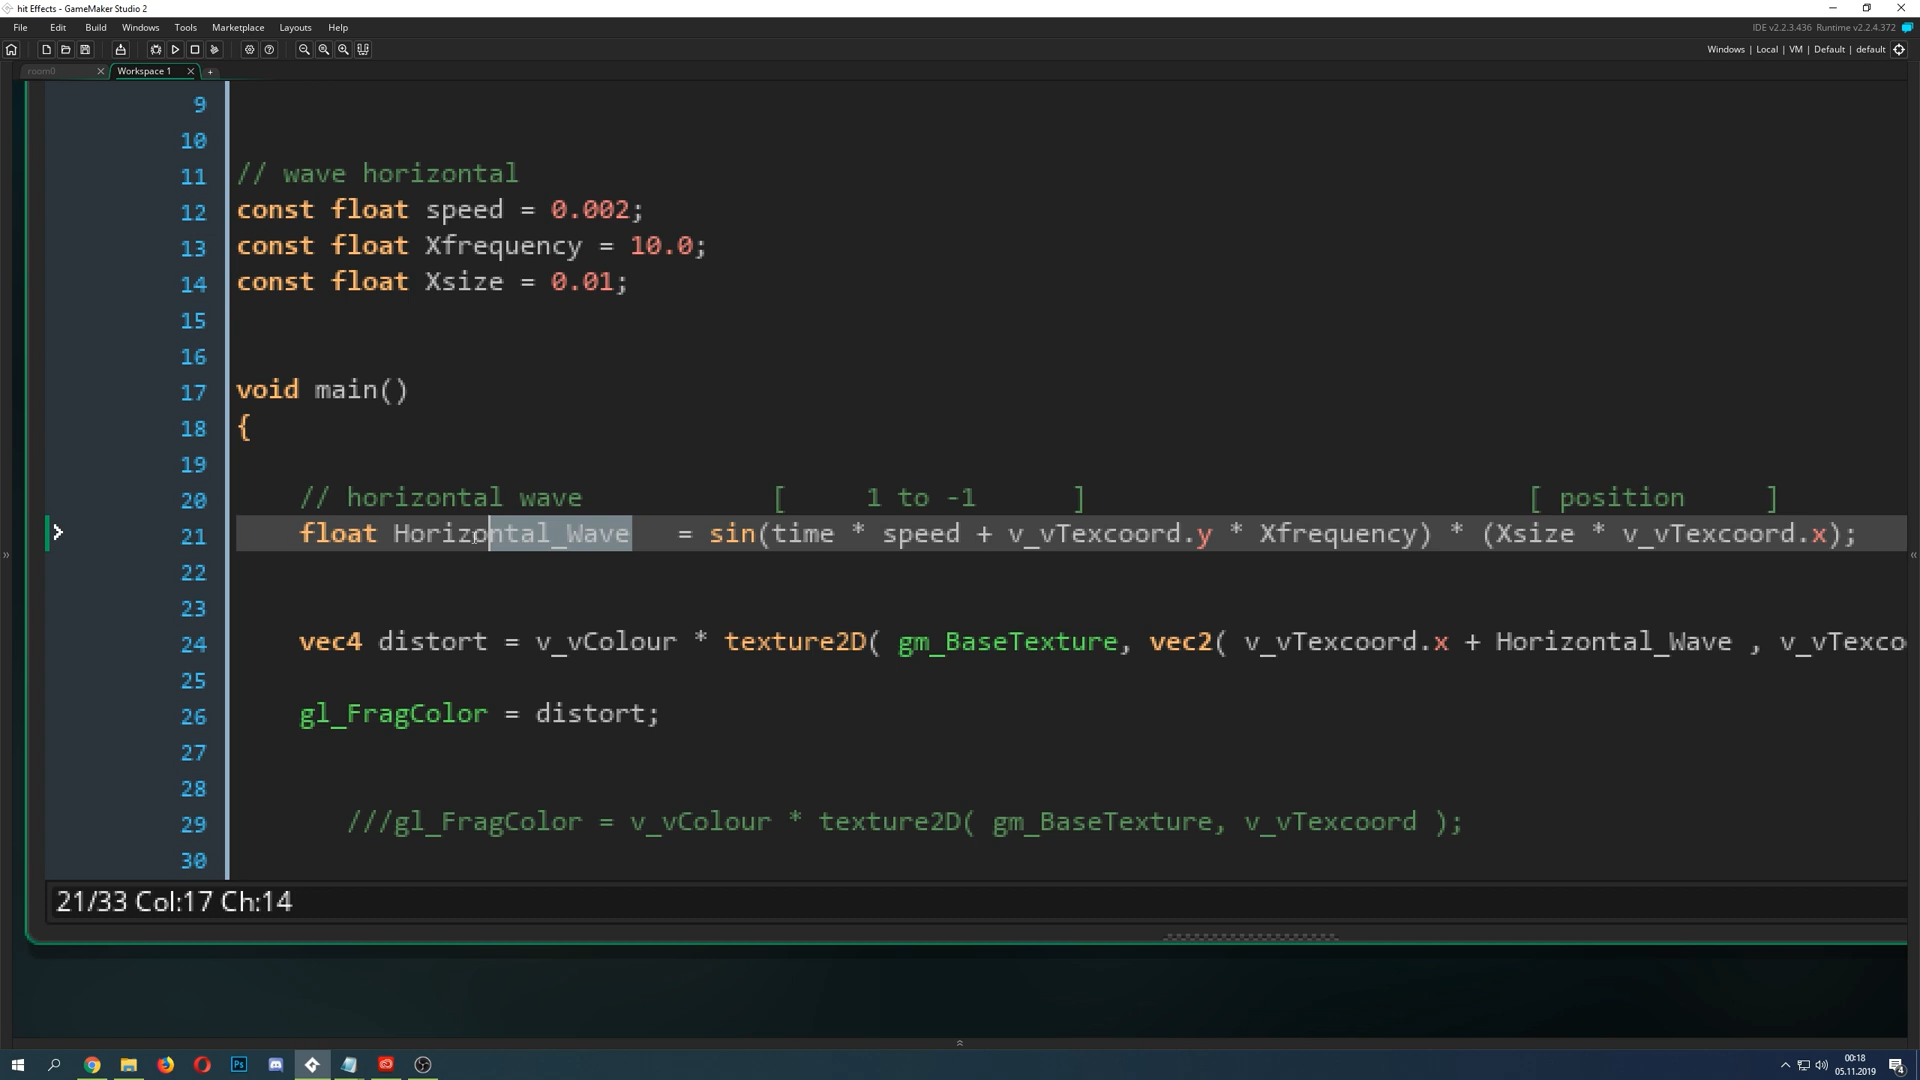 hit Effects - GameMaker Studio 2
File Edit Build Windows Tools Marketplace Layouts Help
IDE v2.2.3.436 Runtime v2.2.4.372
Windows | Local | VM | Default | default
room0
Workspace 1
9
10
11 // wave horizontal
12 const float speed = 0.002;
13 const float Xfrequency = 10.0;
14 const float Xsize = 0.01;
15
16
17 void main()
18 {
19
20 // horizontal wave [ 1 to -1 ] [ position ]
21 float Horizontal_Wave = sin(time * speed + v_vTexcoord.y * Xfrequency) * (Xsize * v_vTexcoord.x);
22
23
24 vec4 distort = v_vColour * texture2D( gm_BaseTexture, vec2( v_vTexcoord.x + Horizontal_Wave , v_vTexco
25
26 gl_FragColor = distort;
27
28
29 ///gl_FragColor = v_vColour * texture2D( gm_BaseTexture, v_vTexcoord );
30
21/33 Col:17 Ch:14
Ps
00:18
05.11.2019
4